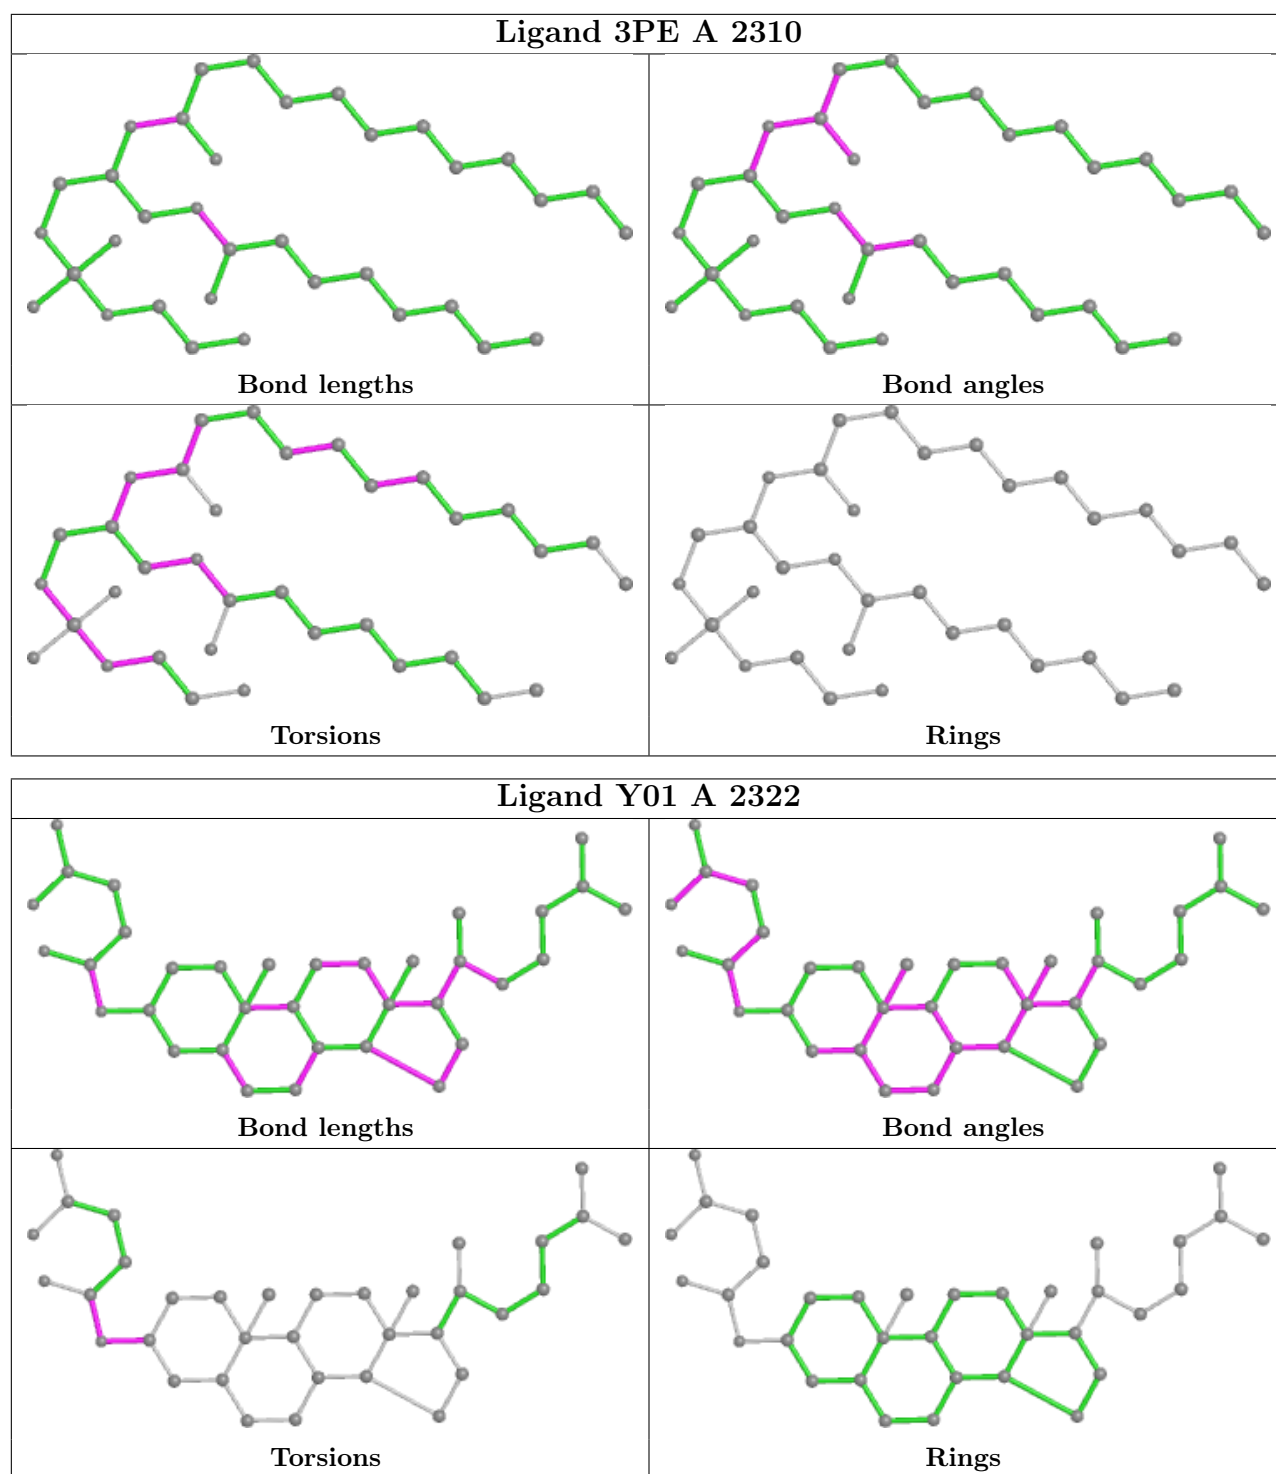 Ligand 3PE A 2310
Bond lengths
Bond angles
Torsions
Rings
Ligand Y01 A 2322
Bond lengths
Bond angles
Torsions
Rings